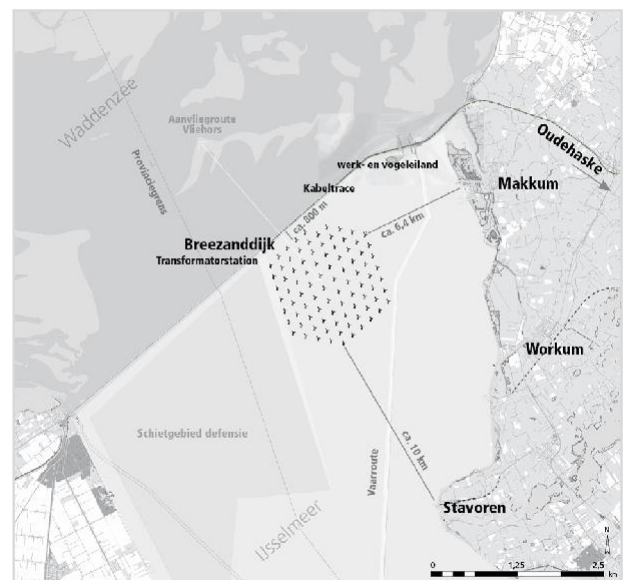 Waddenzee
Aanvliegroute
Vliehors
Provinciegrens
Oudehaske
werk- en vogeleiland
Kabeltrace
Makkum
ca. 800 m
ca. 6,4 km
Breezanddijk
Transformatorstation
Workum
Schietgebied defensie
ca. 10 km
Vaarroute
Stavoren
IJsselmeer
N
0 1,25 2,5
km